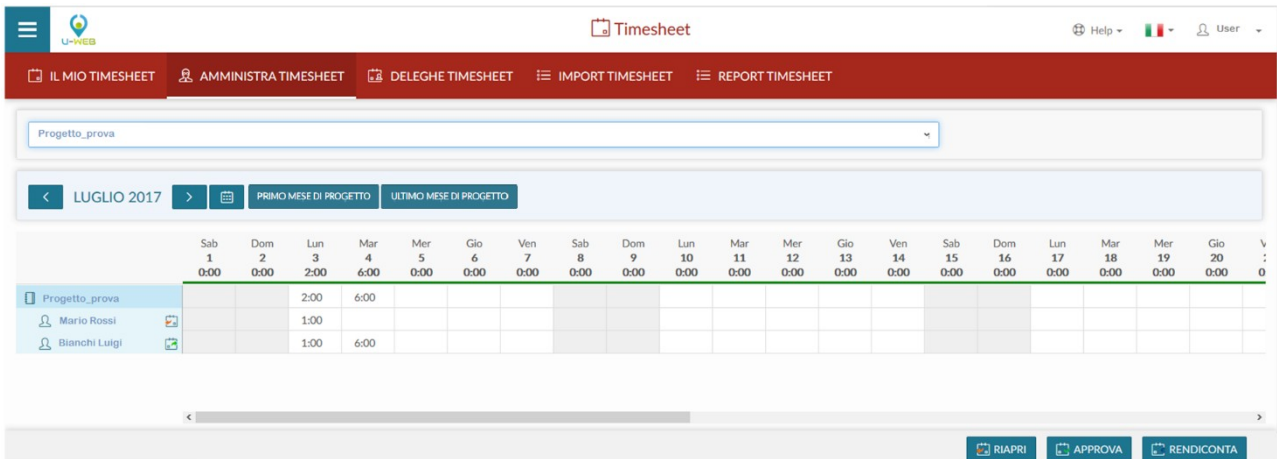 U-WEB
Timesheet
Help
User
IL MIO TIMESHEET AMMINISTRA TIMESHEET DELEGHE TIMESHEET IMPORT TIMESHEET REPORT TIMESHEET
Progetto_prova
LUGLIO 2017 PRIMO MESE DI PROGETTO ULTIMO MESE DI PROGETTO
Sab Dom Lun Mar Mer Gio Ven Sab Dom Lun Mar Mer Gio Ven Sab Dom Lun Mar Mer Gio
1 2 3 4 5 6 7 8 9 10 11 12 13 14 15 16 17 18 19 20
0:00 0:00 2:00 6:00 0:00 0:00 0:00 0:00 0:00 0:00 0:00 0:00 0:00 0:00 0:00 0:00 0:00 0:00 0:00 0:00
Progetto_prova 2:00 6:00
Mario Rossi 1:00
Bianchi Luigi 1:00 6:00
RIAPRI APPROVA RENDICONTA